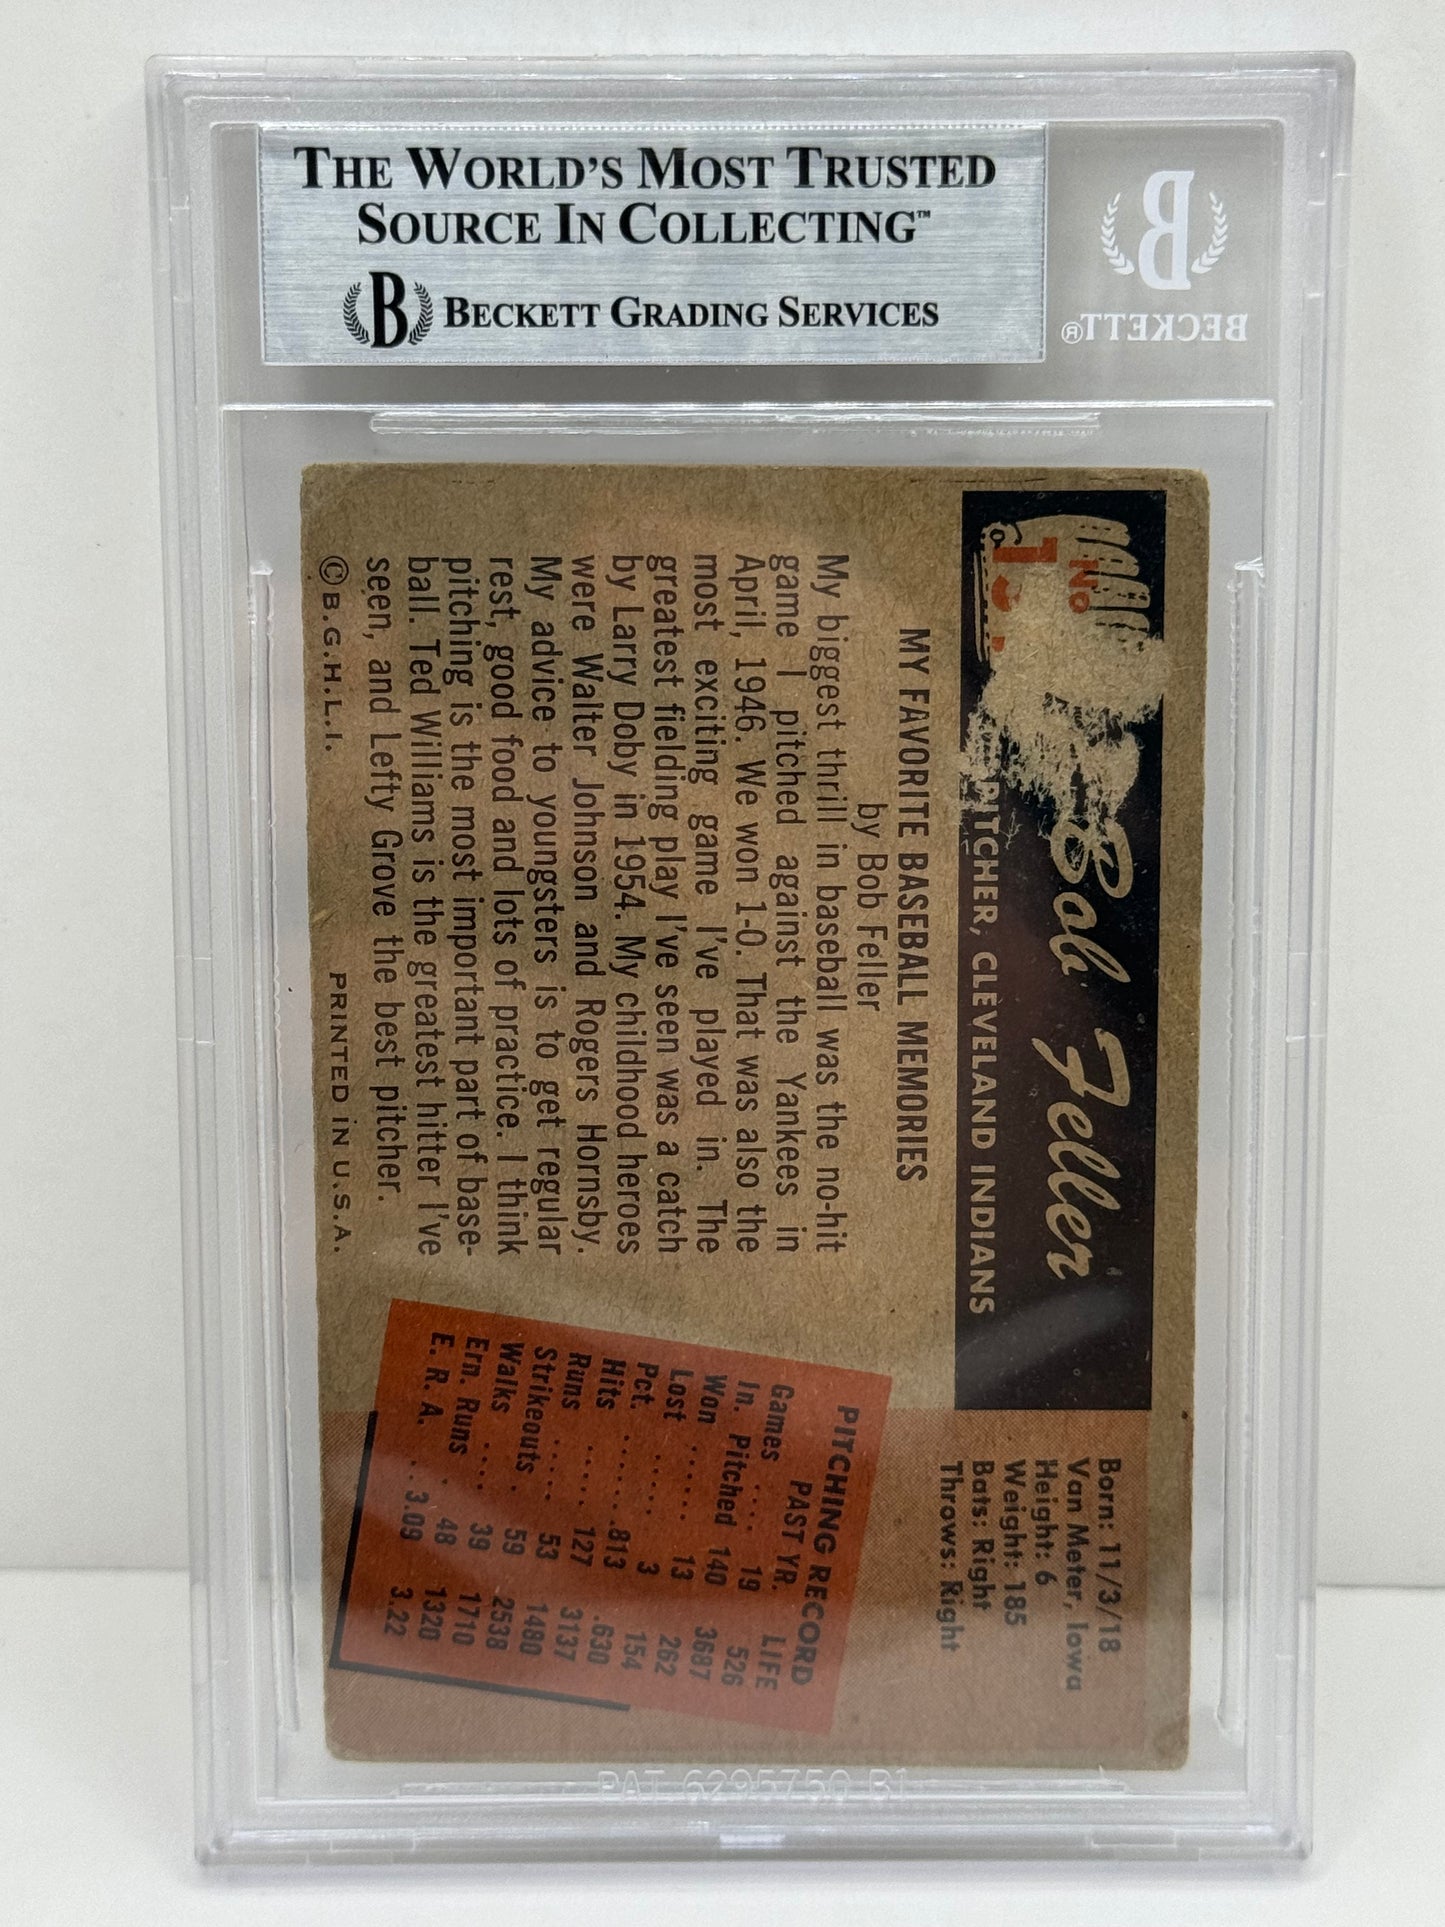 THE WORLD'S MOST TRUSTED
SOURCE IN COLLECTING™
B BECKETT GRADING SERVICES
B
BECKETT®
No
Bob Feller
PITCHER, CLEVELAND INDIANS
MY FAVORITE BASEBALL MEMORIES
by Bob Feller
My biggest thrill in baseball was the no-hit
game I pitched against the Yankees in
April, 1946. We won 1-0. That was also the
most exciting game I've played in. The
greatest fielding play I've seen was a catch
by Larry Doby in 1954. My childhood heroes
were Walter Johnson and Rogers Hornsby.
My advice to youngsters is to get regular
rest, good food and lots of practice. I think
pitching is the most important part of base-
ball. Ted Williams is the greatest hitter I've
seen, and Lefty Grove the best pitcher.
© B.G.H.L.I. PRINTED IN U.S.A.
Born: 11/3/18
Van Meter, Iowa
Height: 6
Weight: 185
Bats: Right
Throws: Right
PITCHING RECORD
PAST YR. LIFE
Games .... 19 526
In. Pitched 140 3687
Won ...... 13 262
Lost ..... 3 154
Pct. ...... .813 .630
Hits ..... 127 3137
Runs ..... 53 1480
Strikeouts . 59 2538
Walks .... 39 1710
Ern. Runs . 48 1320
E. R. A. ... 3.09 3.22
PAT 6295750 B1